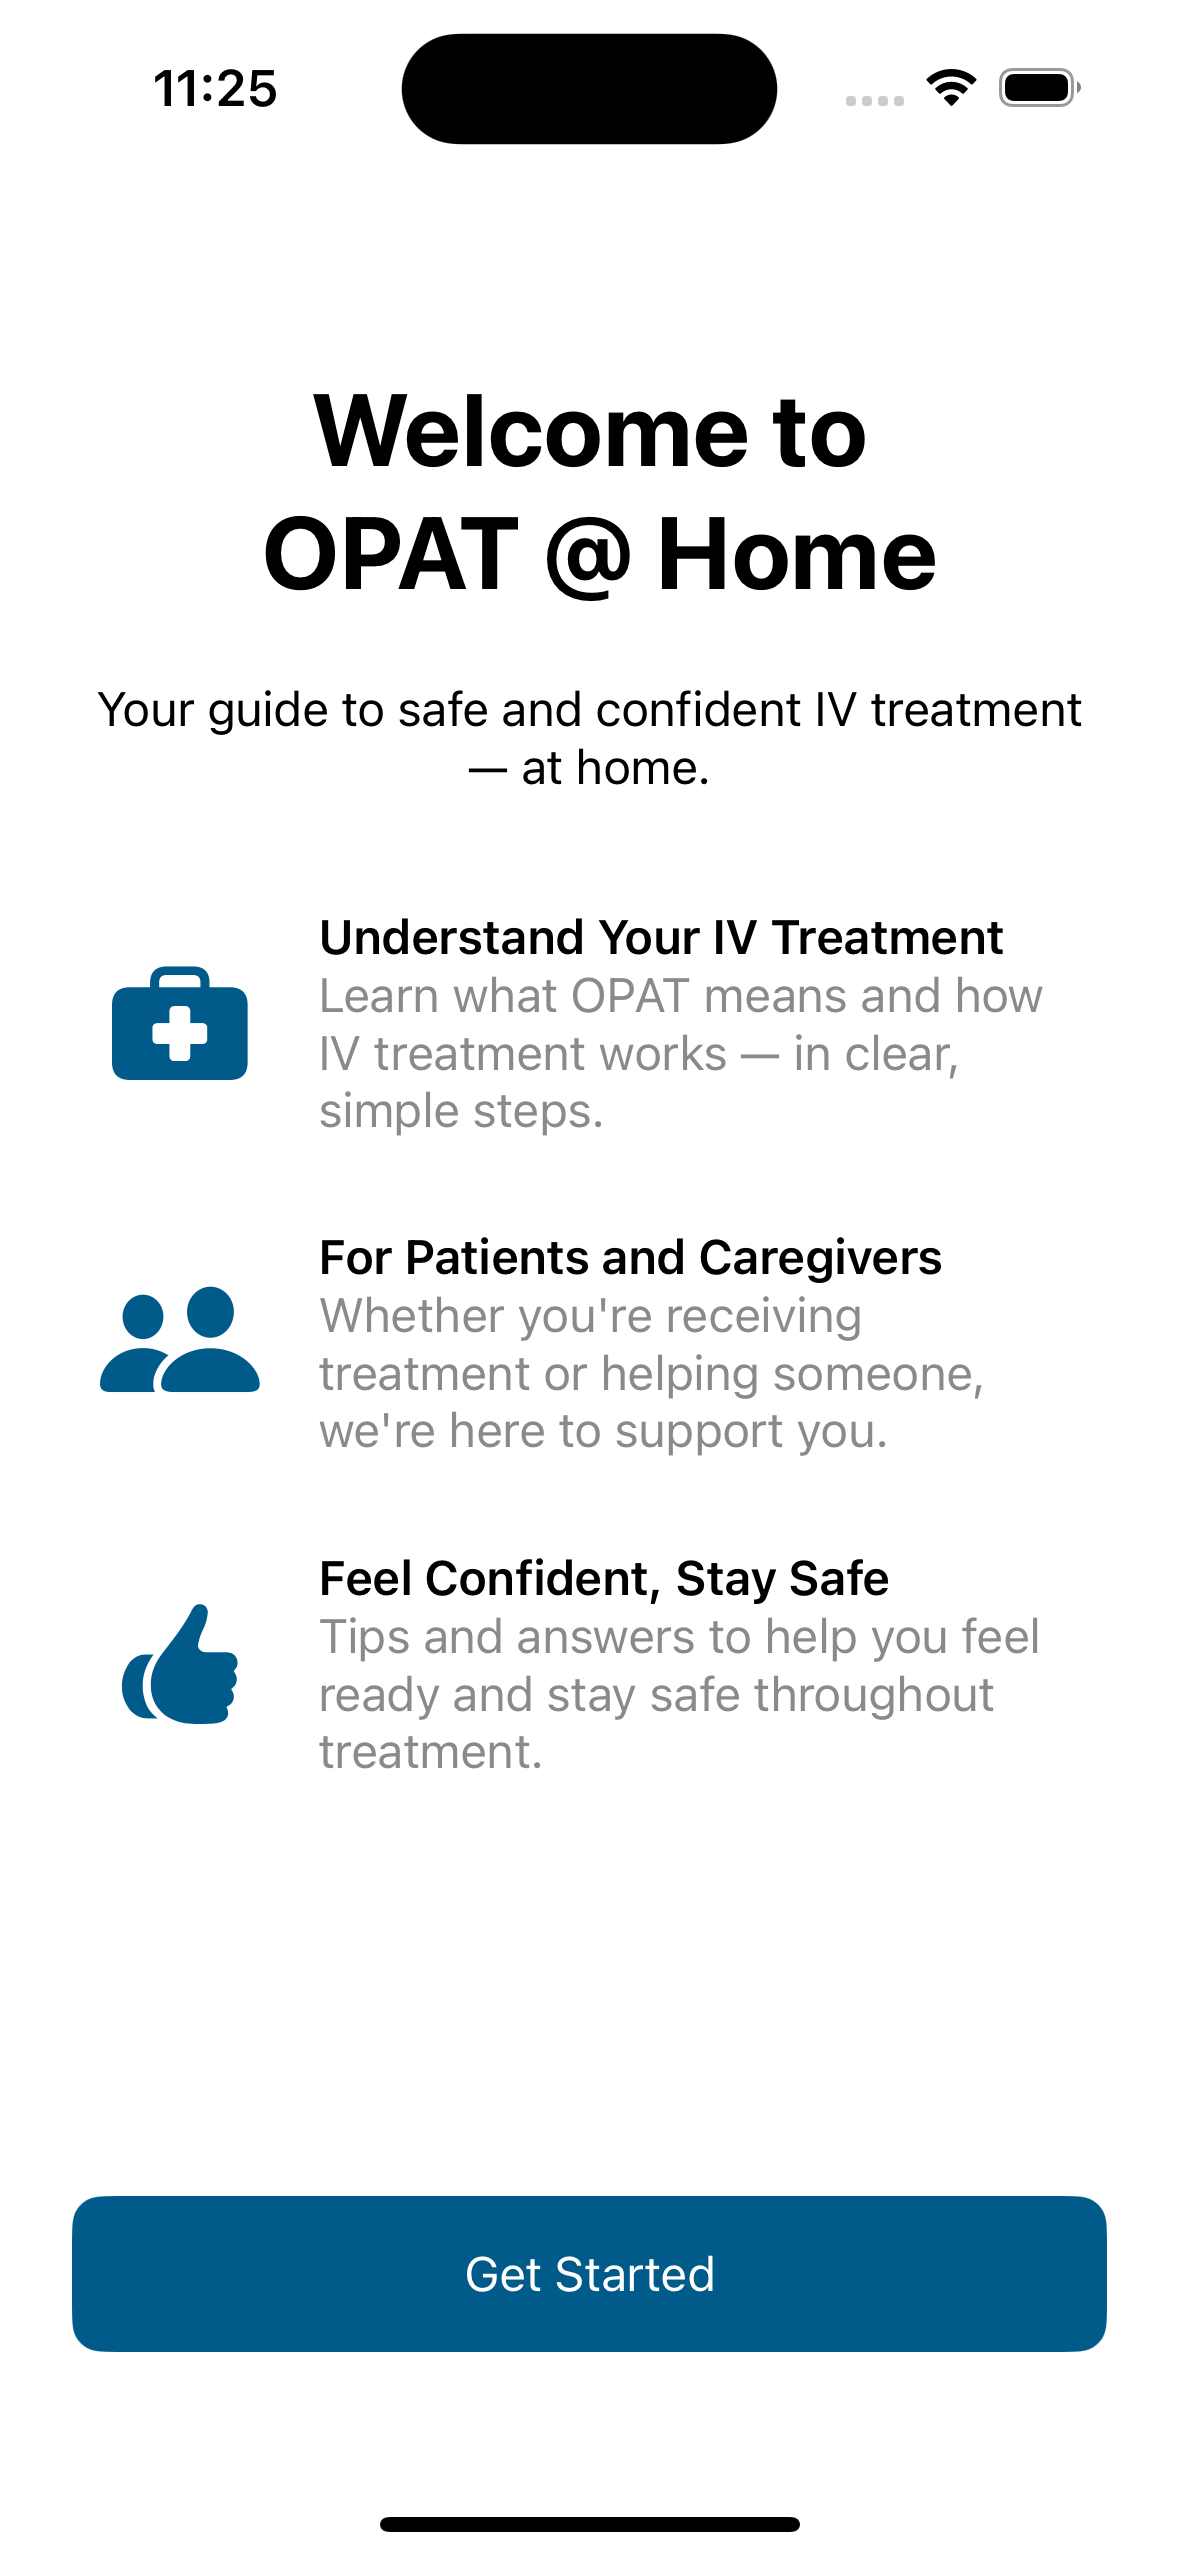 11:25
Welcome to
OPAT @ Home
Your guide to safe and confident IV treatment
— at home.
Understand Your IV Treatment
Learn what OPAT means and how
IV treatment works — in clear,
simple steps.
For Patients and Caregivers
Whether you're receiving
treatment or helping someone,
we're here to support you.
Feel Confident, Stay Safe
Tips and answers to help you feel
ready and stay safe throughout
treatment.
Get Started